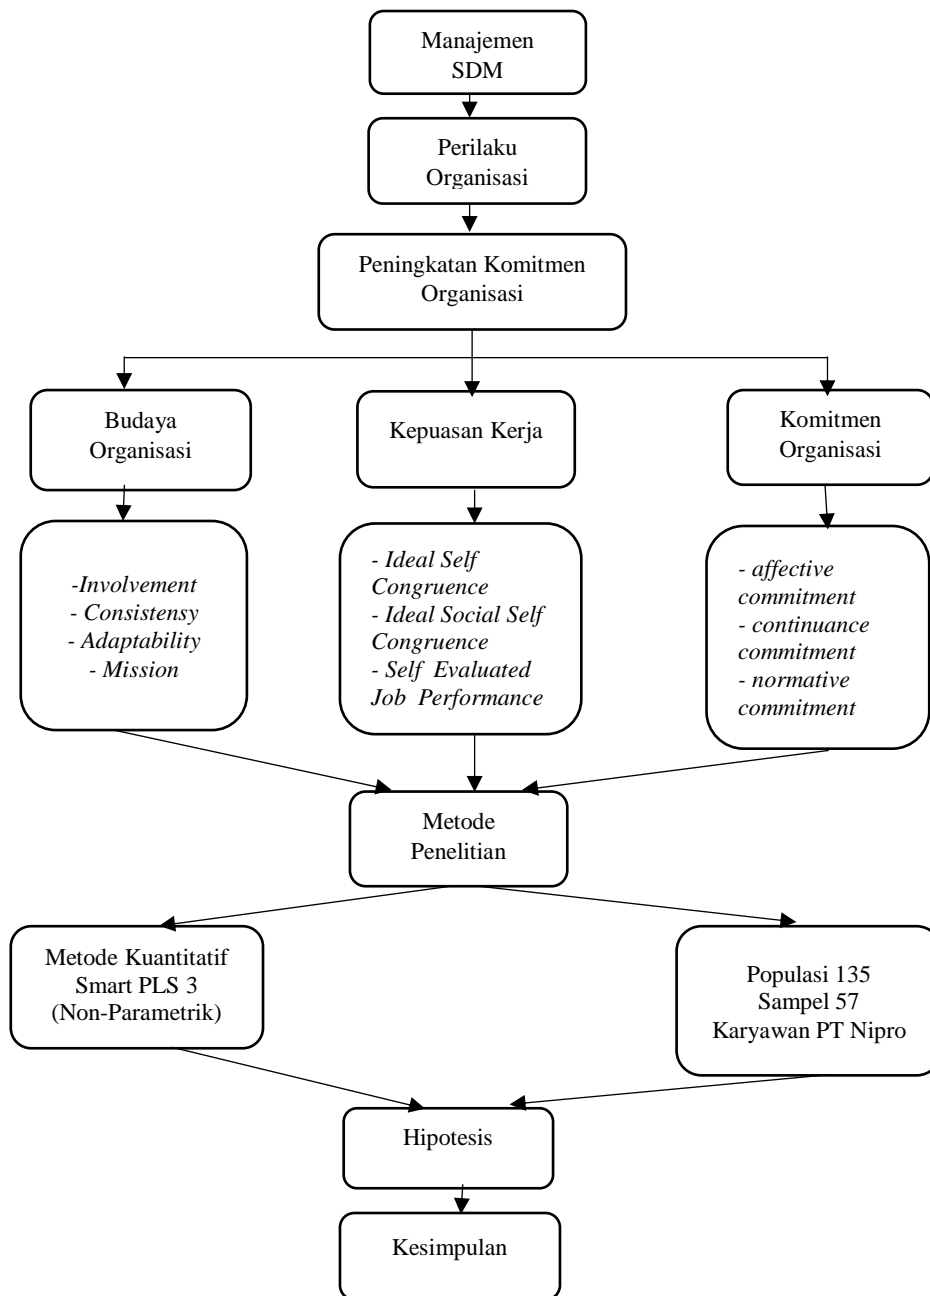 Manajemen
SDM
Perilaku
Organisasi
Peningkatan Komitmen
Organisasi
Budaya
Organisasi
Kepuasan Kerja
Komitmen
Organisasi
-Involvement
- Consistensy
- Adaptability
- Mission
- Ideal Self
Congruence
- Ideal Social Self
Congruence
- Self Evaluated
Job Performance
- affective
commitment
- continuance
commitment
- normative
commitment
Metode
Penelitian
Metode Kuantitatif
Smart PLS 3
(Non-Parametrik)
Populasi 135
Sampel 57
Karyawan PT Nipro
Hipotesis
Kesimpulan